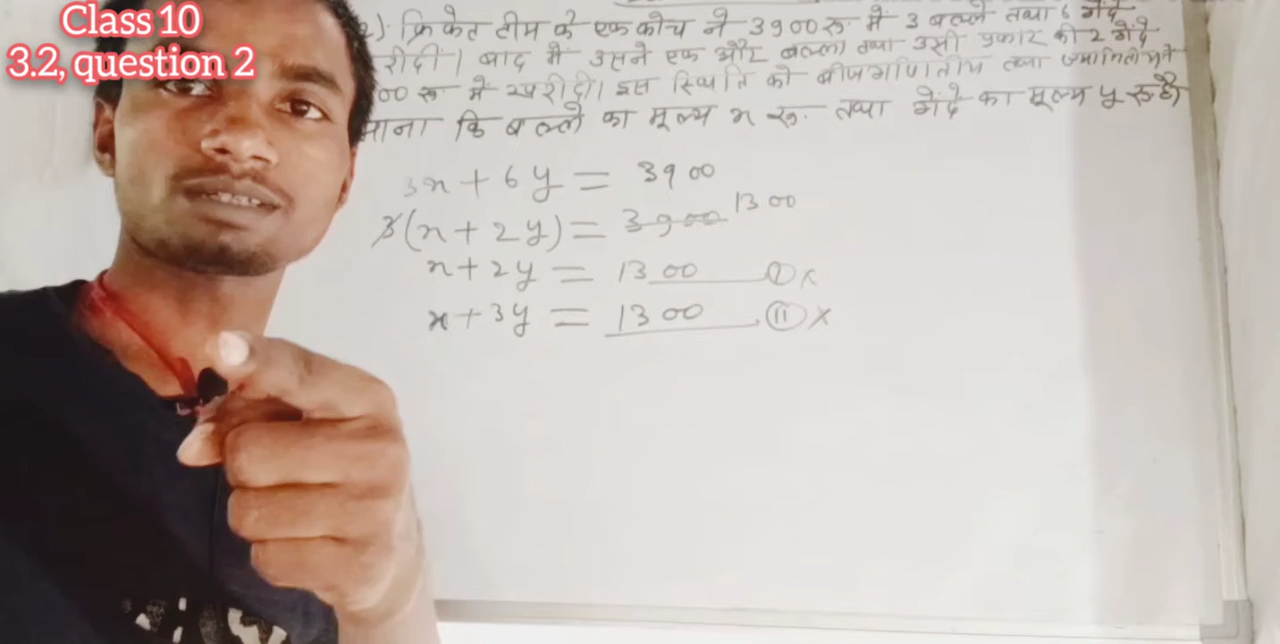 Class 10
3.2, question 2
2). क्रिकेट टीम के एक कोच ने 3900 रू. में 3 बल्ले तथा 6 गेंदे
रीदी। बाद में उसने एक और बल्ला तथा उसी प्रकार की 2 गेंदे
00 रू में खरीदी। इस स्थिति को बीजगणितीय तथा ज्यामितीय
माना कि बल्ले का मूल्य x रू. तथा गेंदे का मूल्य y रू है।
3x + 6y = 3900
3(x + 2y) = 3900 1300
x + 2y = 1300 ① x
x + 3y = 1300 ⑪ x